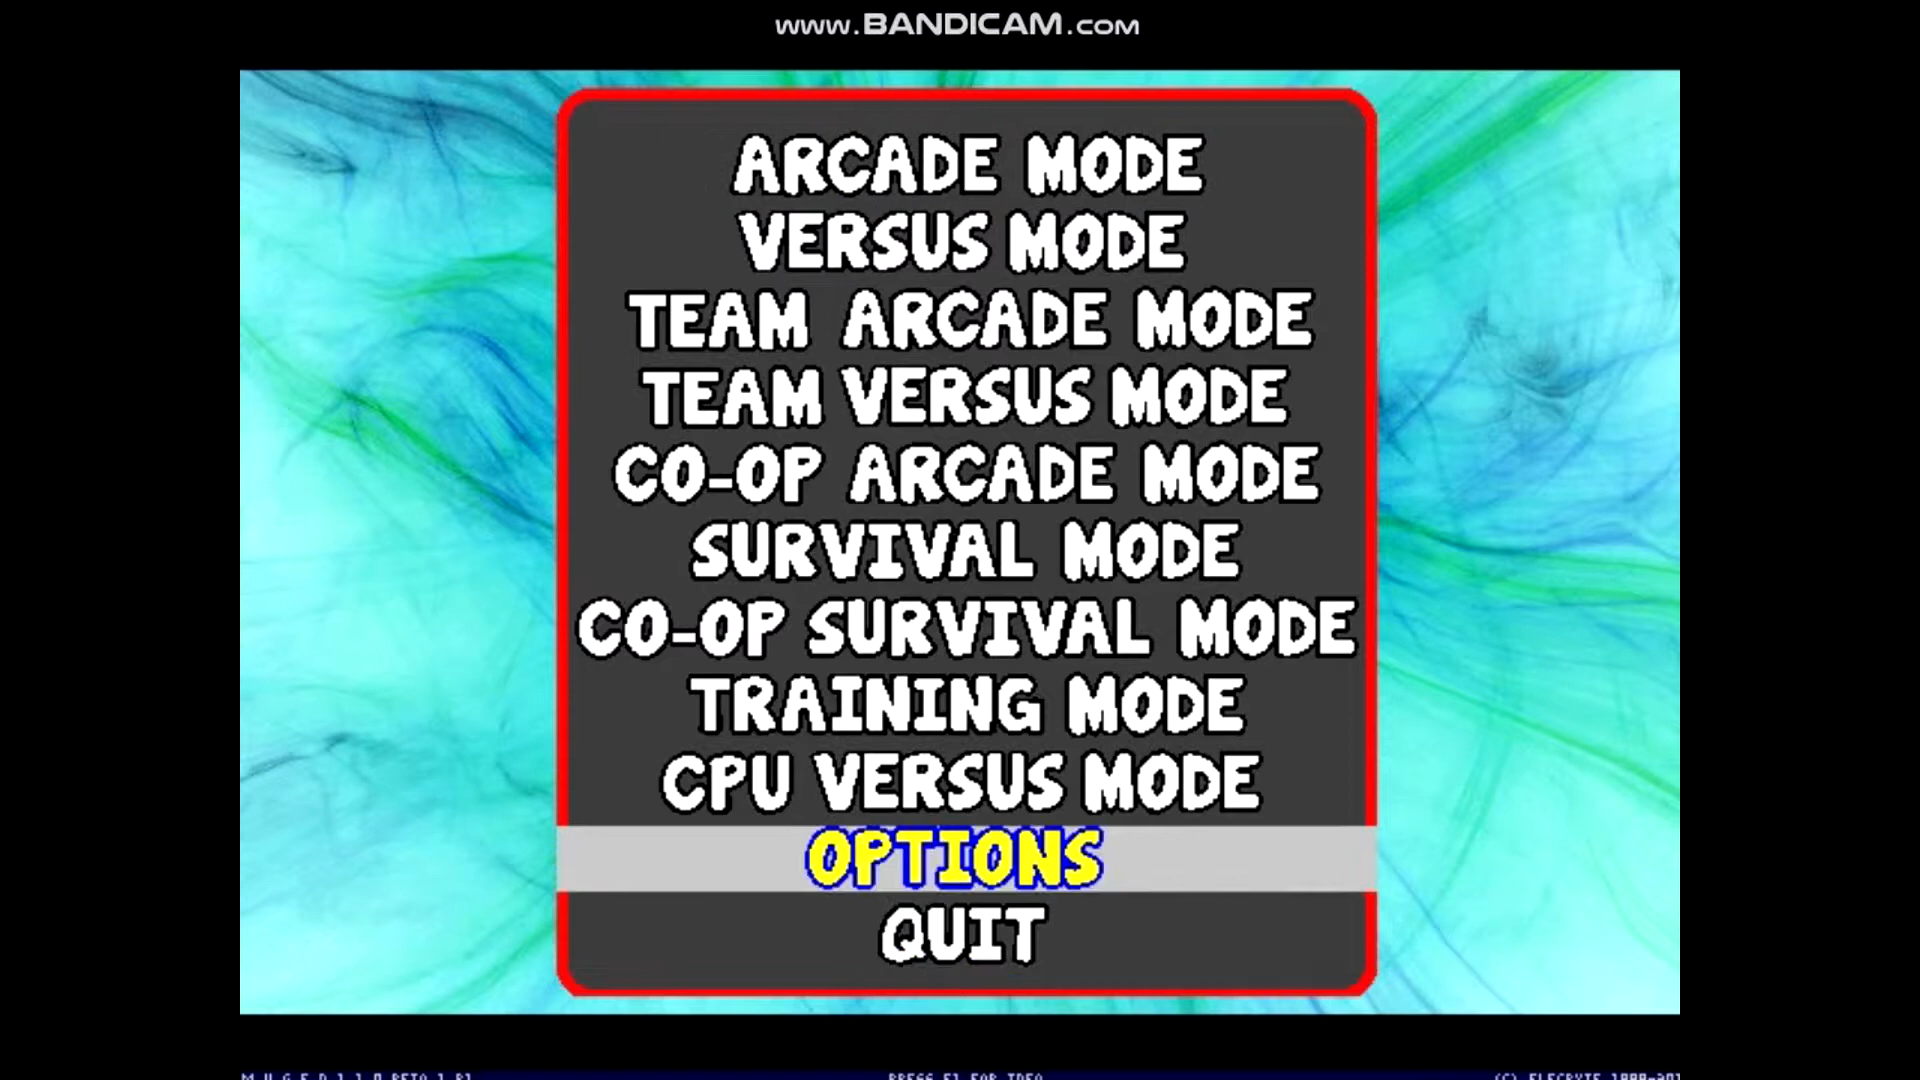 www.BANDICAM.com
ARCADE MODE
VERSUS MODE
TEAM ARCADE MODE
TEAM VERSUS MODE
CO-OP ARCADE MODE
SURVIVAL MODE
CO-OP SURVIVAL MODE
TRAINING MODE
CPU VERSUS MODE
OPTIONS
QUIT